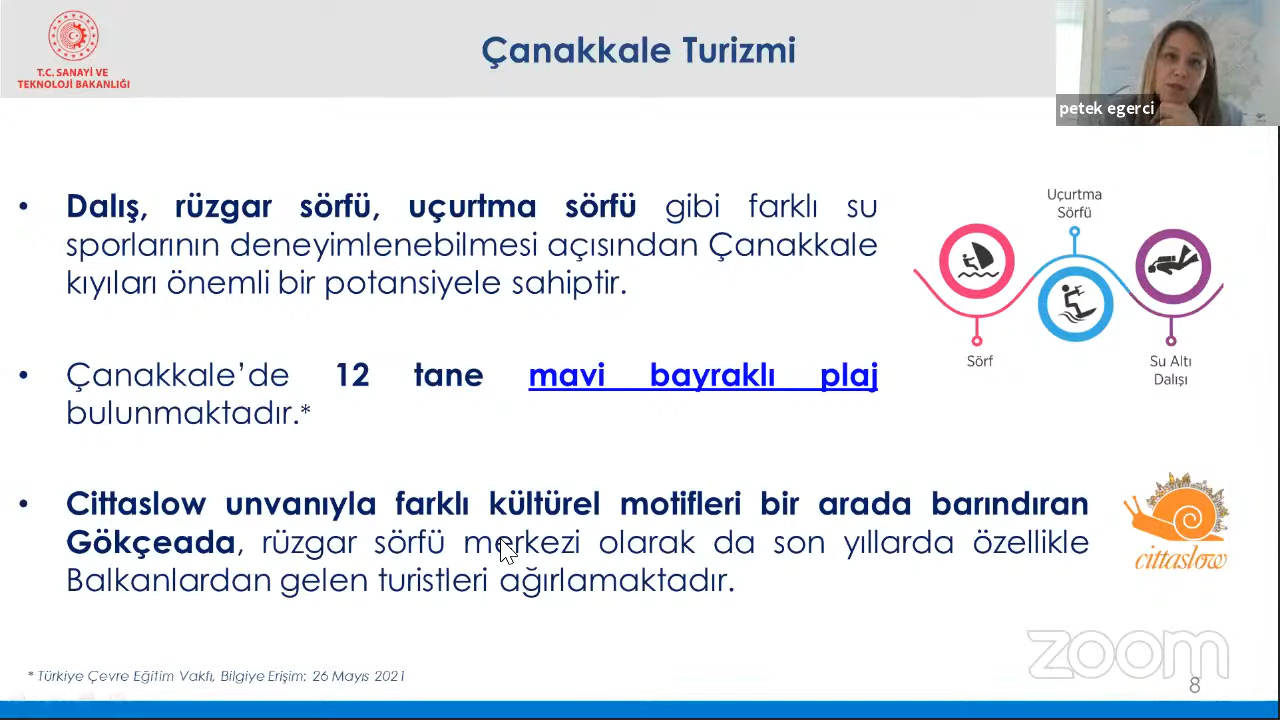 T.C. SANAYİ VE
TEKNOLOJİ BAKANLIĞI
Çanakkale Turizmi
petek egerci
• Dalış, rüzgar sörfü, uçurtma sörfü gibi farklı su
sporlarının deneyimlenebilmesi açısından Çanakkale
kıyıları önemli bir potansiyele sahiptir.
Uçurtma
Sörfü
Sörf
Su Altı
Dalışı
• Çanakkale’de 12 tane mavi bayraklı plaj
bulunmaktadır.*
• Cittaslow unvanıyla farklı kültürel motifleri bir arada barındıran
Gökçeada, rüzgar sörfü merkezi olarak da son yıllarda özellikle
Balkanlardan gelen turistleri ağırlamaktadır.
cittaslow
* Türkiye Çevre Eğitim Vakfı, Bilgiye Erişim: 26 Mayıs 2021
zoom
8